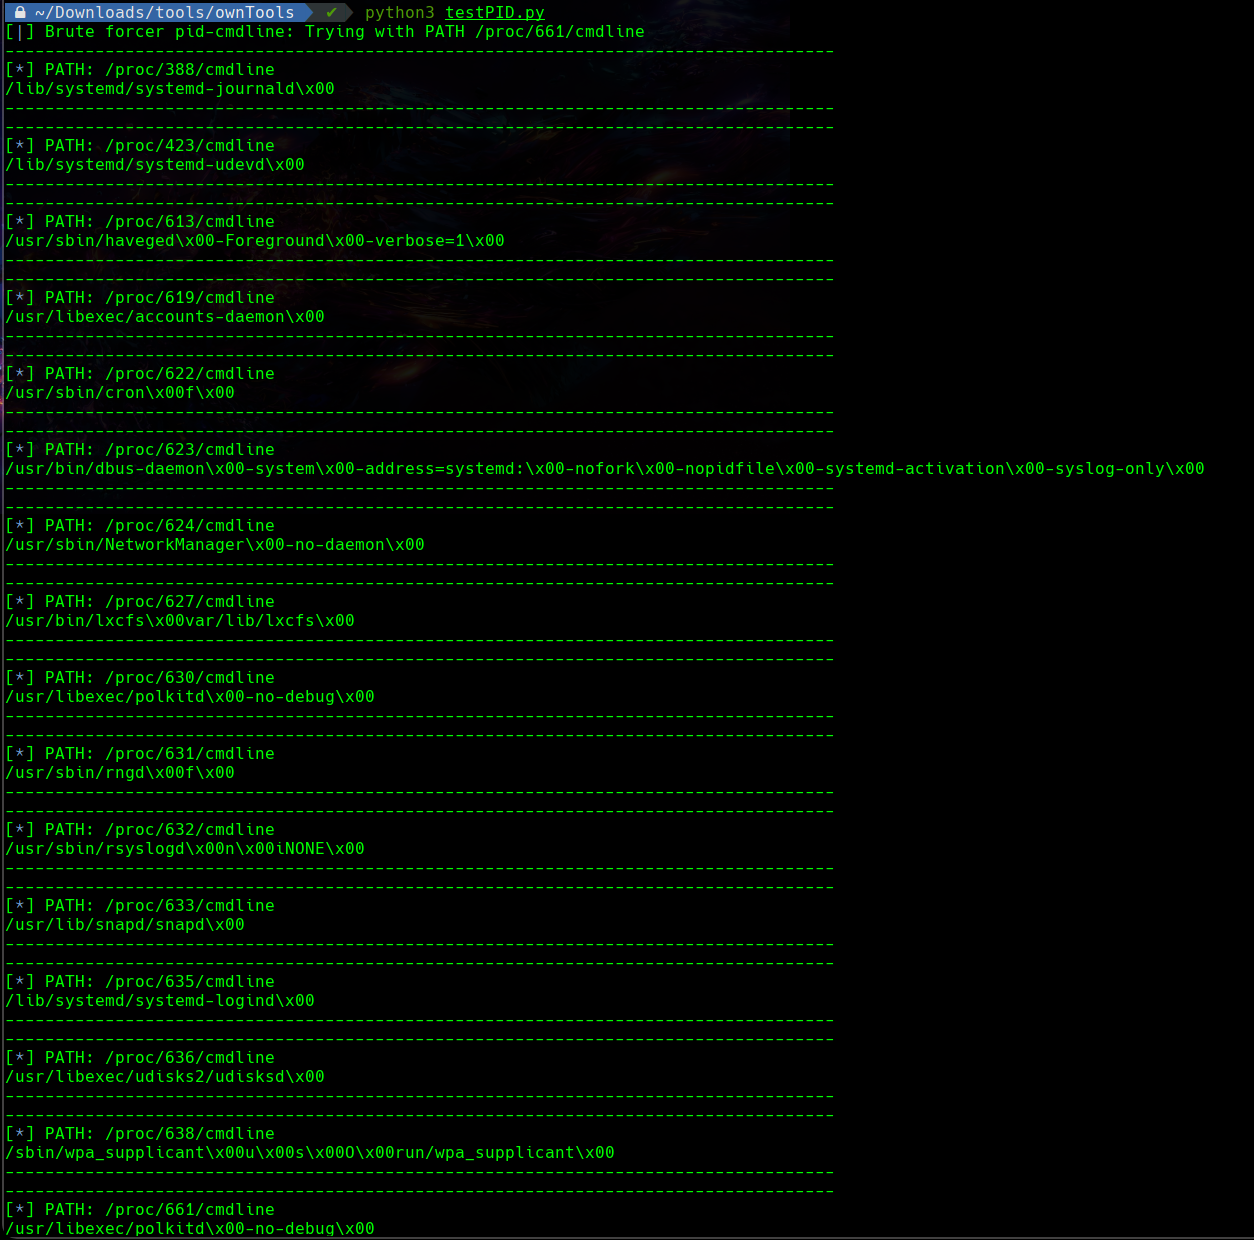 ~/Downloads/tools/ownTools ✔ python3 testPID.py
[|] Brute forcer pid-cmdline: Trying with PATH /proc/661/cmdline
-----------------------------------------------------------------------------------
[*] PATH: /proc/388/cmdline
/lib/systemd/systemd-journald\x00
-----------------------------------------------------------------------------------
-----------------------------------------------------------------------------------
[*] PATH: /proc/423/cmdline
/lib/systemd/systemd-udevd\x00
-----------------------------------------------------------------------------------
-----------------------------------------------------------------------------------
[*] PATH: /proc/613/cmdline
/usr/sbin/haveged\x00-Foreground\x00-verbose=1\x00
-----------------------------------------------------------------------------------
-----------------------------------------------------------------------------------
[*] PATH: /proc/619/cmdline
/usr/libexec/accounts-daemon\x00
-----------------------------------------------------------------------------------
-----------------------------------------------------------------------------------
[*] PATH: /proc/622/cmdline
/usr/sbin/cron\x00f\x00
-----------------------------------------------------------------------------------
-----------------------------------------------------------------------------------
[*] PATH: /proc/623/cmdline
/usr/bin/dbus-daemon\x00-system\x00-address=systemd:\x00-nofork\x00-nopidfile\x00-systemd-activation\x00-syslog-only\x00
-----------------------------------------------------------------------------------
-----------------------------------------------------------------------------------
[*] PATH: /proc/624/cmdline
/usr/sbin/NetworkManager\x00-no-daemon\x00
-----------------------------------------------------------------------------------
-----------------------------------------------------------------------------------
[*] PATH: /proc/627/cmdline
/usr/bin/lxcfs\x00var/lib/lxcfs\x00
-----------------------------------------------------------------------------------
-----------------------------------------------------------------------------------
[*] PATH: /proc/630/cmdline
/usr/libexec/polkitd\x00-no-debug\x00
-----------------------------------------------------------------------------------
-----------------------------------------------------------------------------------
[*] PATH: /proc/631/cmdline
/usr/sbin/rngd\x00f\x00
-----------------------------------------------------------------------------------
-----------------------------------------------------------------------------------
[*] PATH: /proc/632/cmdline
/usr/sbin/rsyslogd\x00n\x00iNONE\x00
-----------------------------------------------------------------------------------
-----------------------------------------------------------------------------------
[*] PATH: /proc/633/cmdline
/usr/lib/snapd/snapd\x00
-----------------------------------------------------------------------------------
-----------------------------------------------------------------------------------
[*] PATH: /proc/635/cmdline
/lib/systemd/systemd-logind\x00
-----------------------------------------------------------------------------------
-----------------------------------------------------------------------------------
[*] PATH: /proc/636/cmdline
/usr/libexec/udisks2/udisksd\x00
-----------------------------------------------------------------------------------
-----------------------------------------------------------------------------------
[*] PATH: /proc/638/cmdline
/sbin/wpa_supplicant\x00u\x00s\x00O\x00run/wpa_supplicant\x00
-----------------------------------------------------------------------------------
-----------------------------------------------------------------------------------
[*] PATH: /proc/661/cmdline
/usr/libexec/polkitd\x00-no-debug\x00